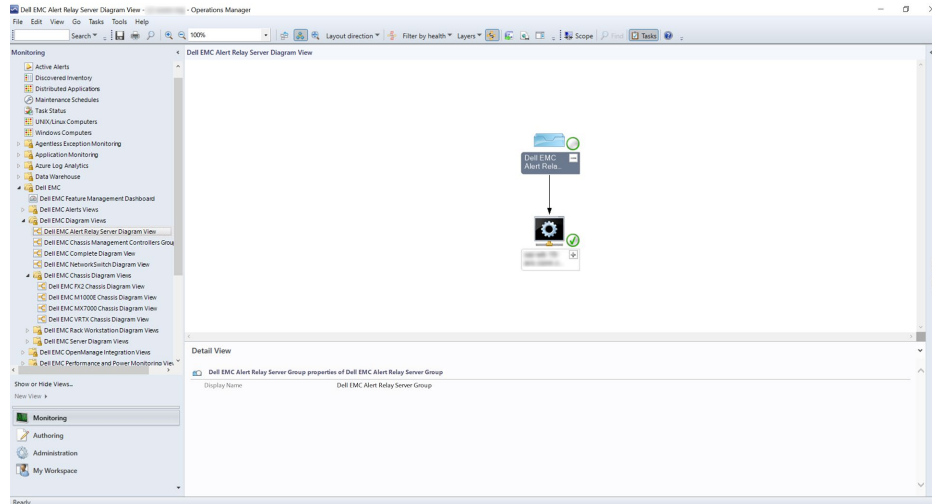 Dell EMC Alert Relay Server Diagram View - - Operations Manager
File Edit View Go Tasks Tools Help
Search 100% Layout direction Filter by health Layers Scope Find Tasks
Monitoring
Active Alerts
Discovered Inventory
Distributed Applications
Maintenance Schedules
Task Status
UNIX/Linux Computers
Windows Computers
Agentless Exception Monitoring
Application Monitoring
Azure Log Analytics
Data Warehouse
Dell EMC
Dell EMC Feature Management Dashboard
Dell EMC Alerts Views
Dell EMC Diagram Views
Dell EMC Alert Relay Server Diagram View
Dell EMC Chassis Management Controllers Group
Dell EMC Complete Diagram View
Dell EMC Network Switch Diagram View
Dell EMC Chassis Diagram Views
Dell EMC FX2 Chassis Diagram View
Dell EMC M1000E Chassis Diagram View
Dell EMC MX7000 Chassis Diagram View
Dell EMC VRTX Chassis Diagram View
Dell EMC Rack Workstation Diagram Views
Dell EMC Server Diagram Views
Dell EMC OpenManage Integration Views
Dell EMC Performance and Power Monitoring View
Show or Hide Views...
New View
Monitoring
Authoring
Administration
My Workspace
Ready
Dell EMC Alert Relay Server Diagram View
Dell EMC
Alert Rela...
Detail View
Dell EMC Alert Relay Server Group properties of Dell EMC Alert Relay Server Group
Display Name Dell EMC Alert Relay Server Group